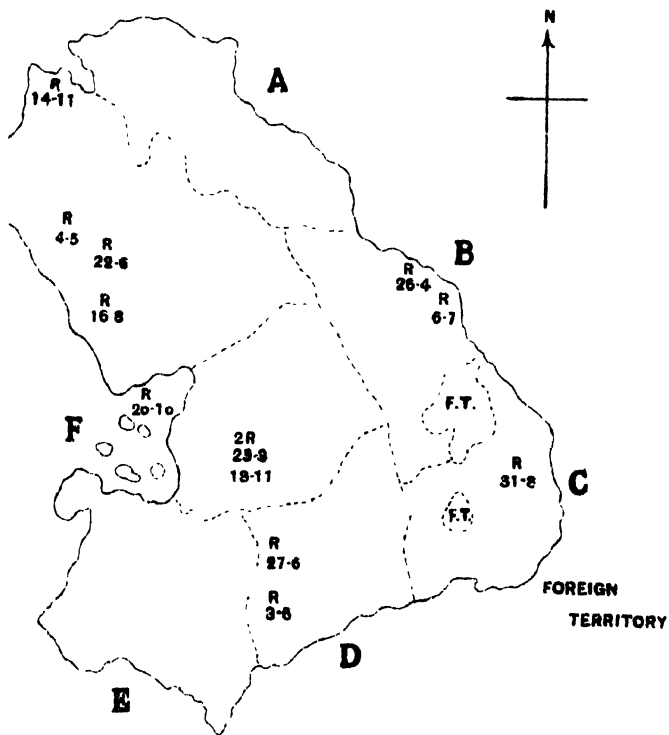 N
A
R
14-11
R
4-5
R
22-6
R
16 8
B
R
26-4
R
6-7
R
20-10
F
F.T.
2R
23-9
18-11
R
31-8
C
F.T.
R
27-6
R
3-6
FOREIGN
TERRITORY
D
E